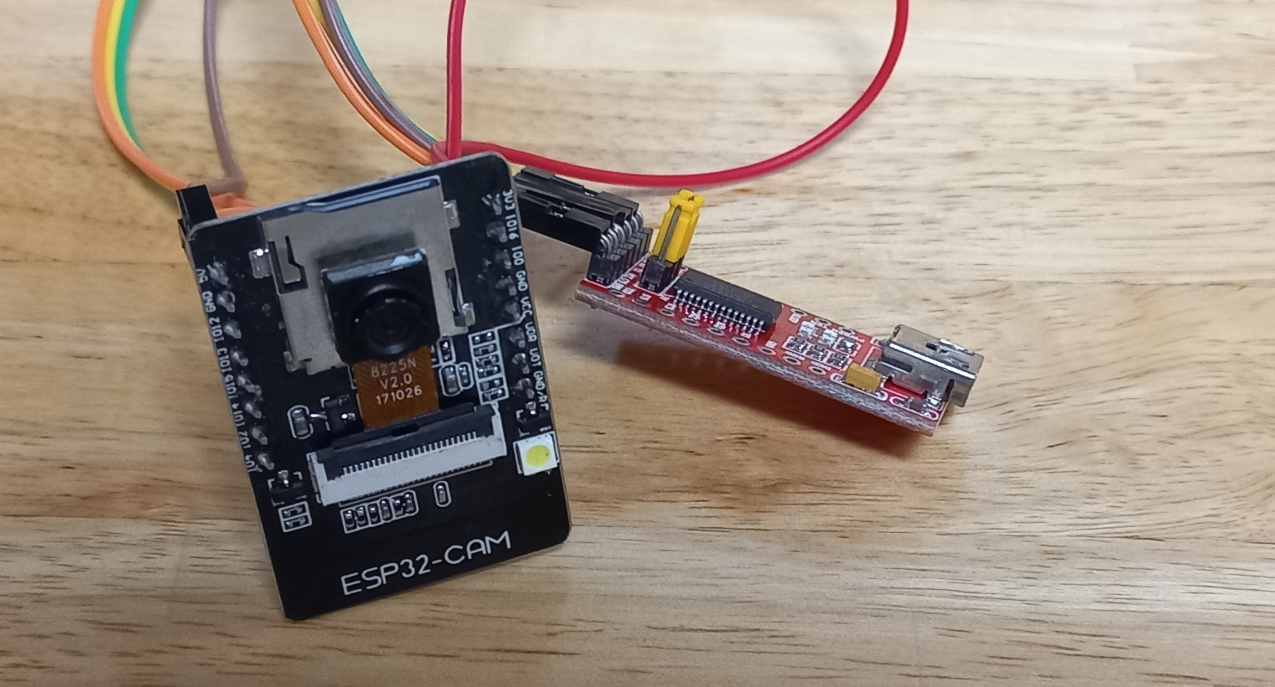 3V3 IO16 IO0 GND VCC UOR UOT GND/R1
5V GND IO12 IO13 IO15 IO14 IO2 IO4
8225N
V2.0
171026
ESP32-CAM